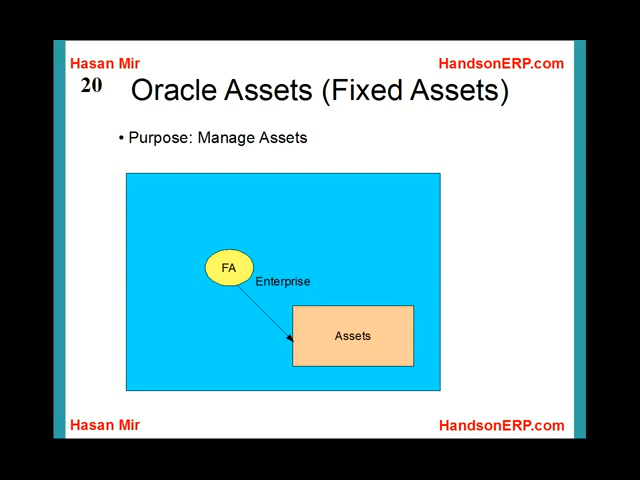 Hasan Mir HandsonERP.com
20 Oracle Assets (Fixed Assets)
• Purpose: Manage Assets
FA
Enterprise
Assets
Hasan Mir HandsonERP.com